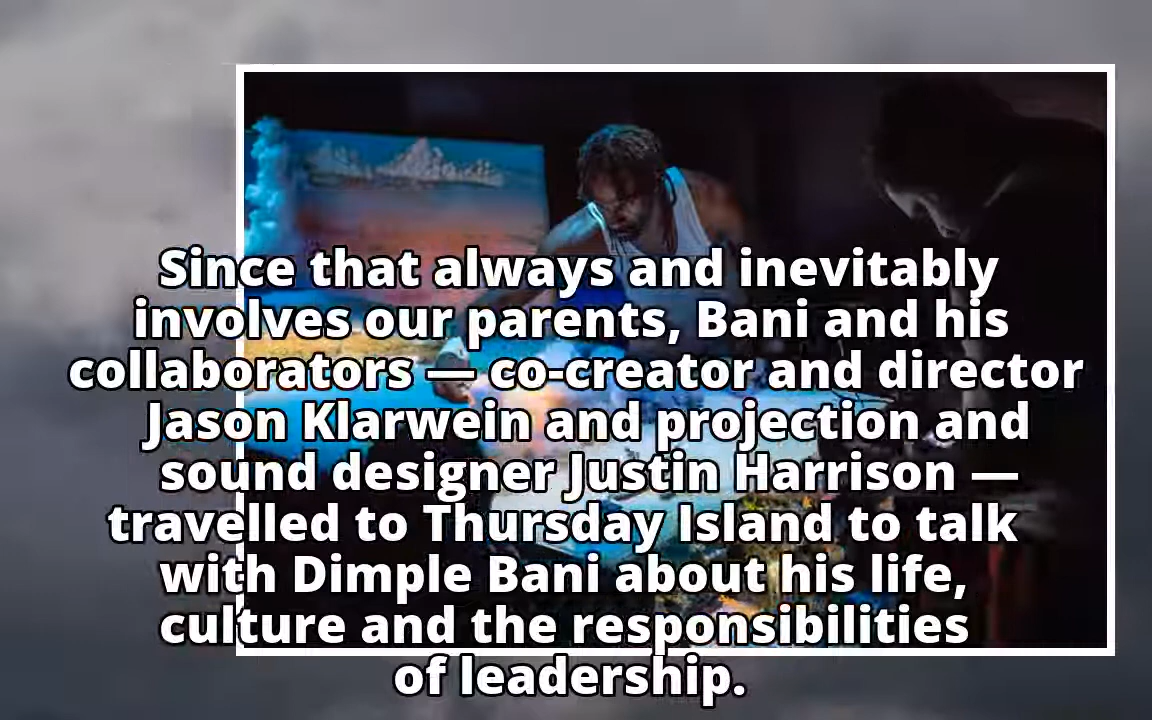 Since that always and inevitably
involves our parents, Bani and his
collaborators — co-creator and director
Jason Klarwein and projection and
sound designer Justin Harrison —
travelled to Thursday Island to talk
with Dimple Bani about his life,
culture and the responsibilities
of leadership.